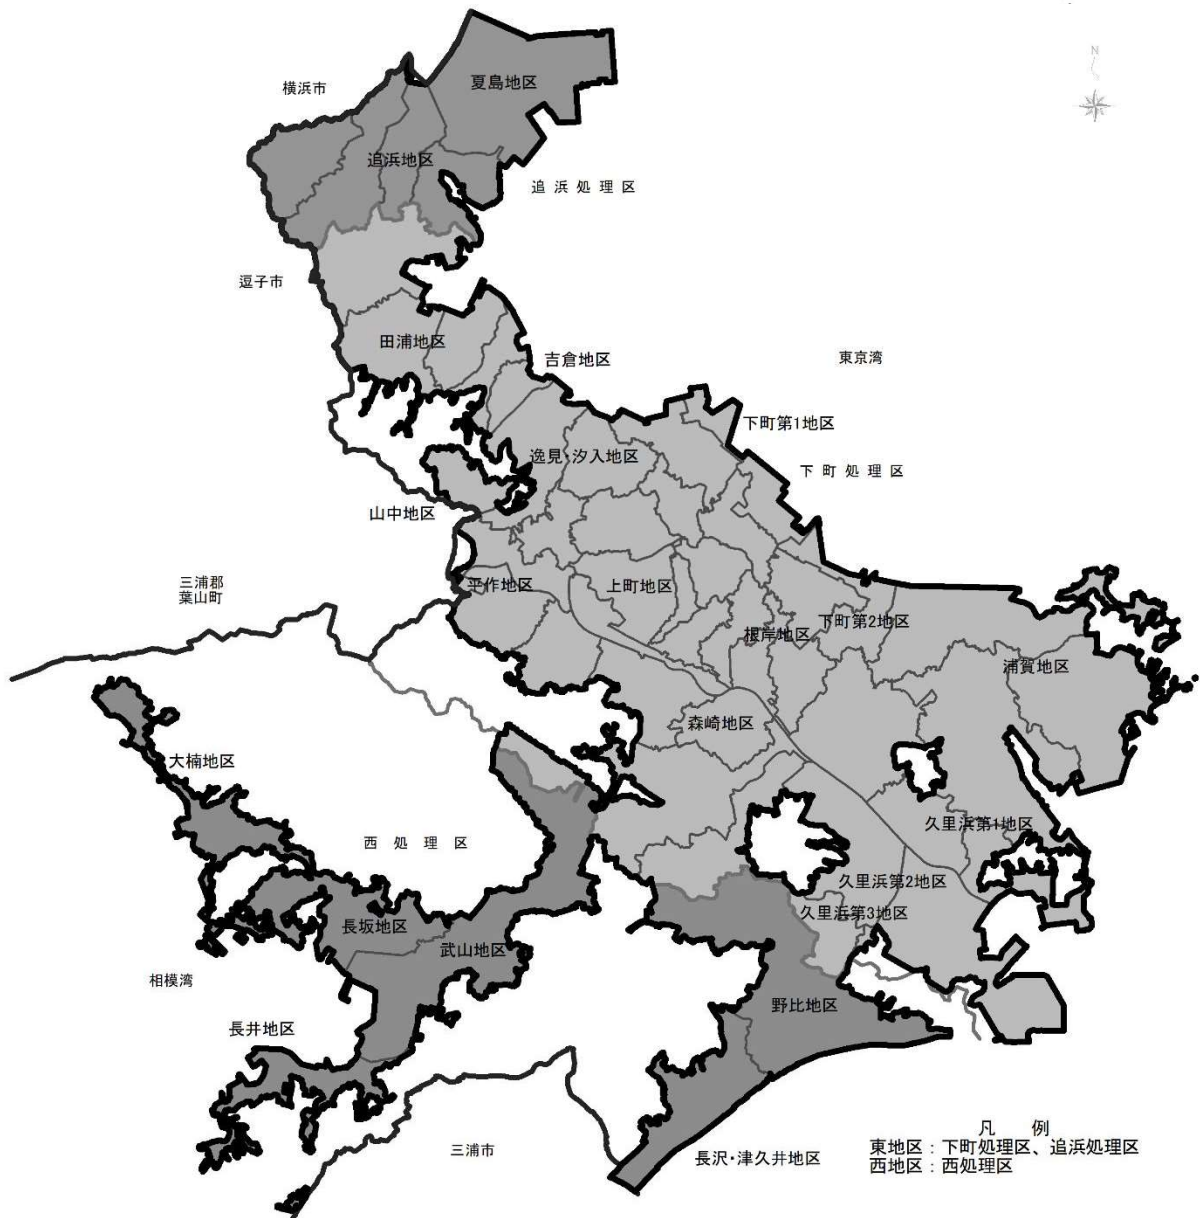 N
夏島地区
横浜市
追浜地区
追浜処理区
逗子市
田浦地区
吉倉地区
東京湾
下町第1地区
逸見・汐入地区
下町処理区
山中地区
三浦郡
葉山町
平作地区
上町地区
下町第2地区
根岸地区
浦賀地区
森崎地区
大楠地区
久里浜第1地区
西処理区
久里浜第2地区
久里浜第3地区
長坂地区
武山地区
相模湾
野比地区
長井地区
三浦市
長沢・津久井地区
凡　例
東地区：下町処理区、追浜処理区
西地区：西処理区